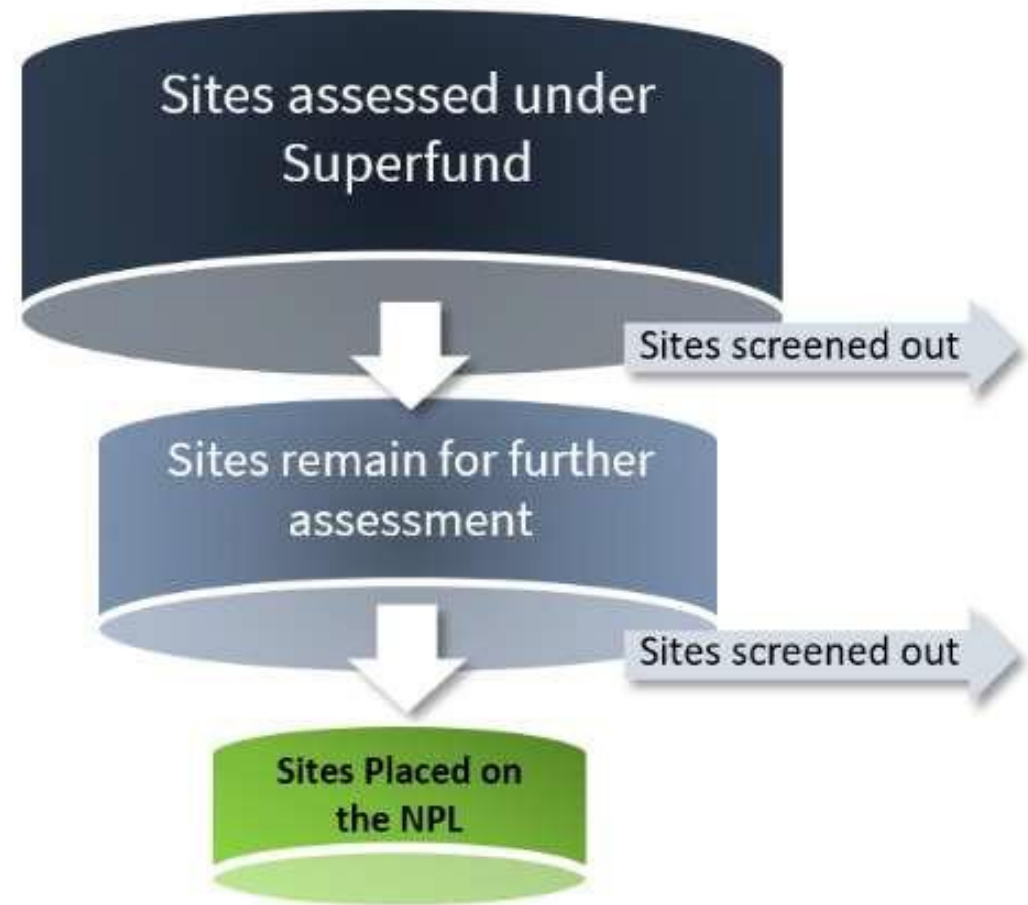 Sites assessed under
Superfund
Sites screened out
Sites remain for further
assessment
Sites screened out
Sites Placed on
the NPL